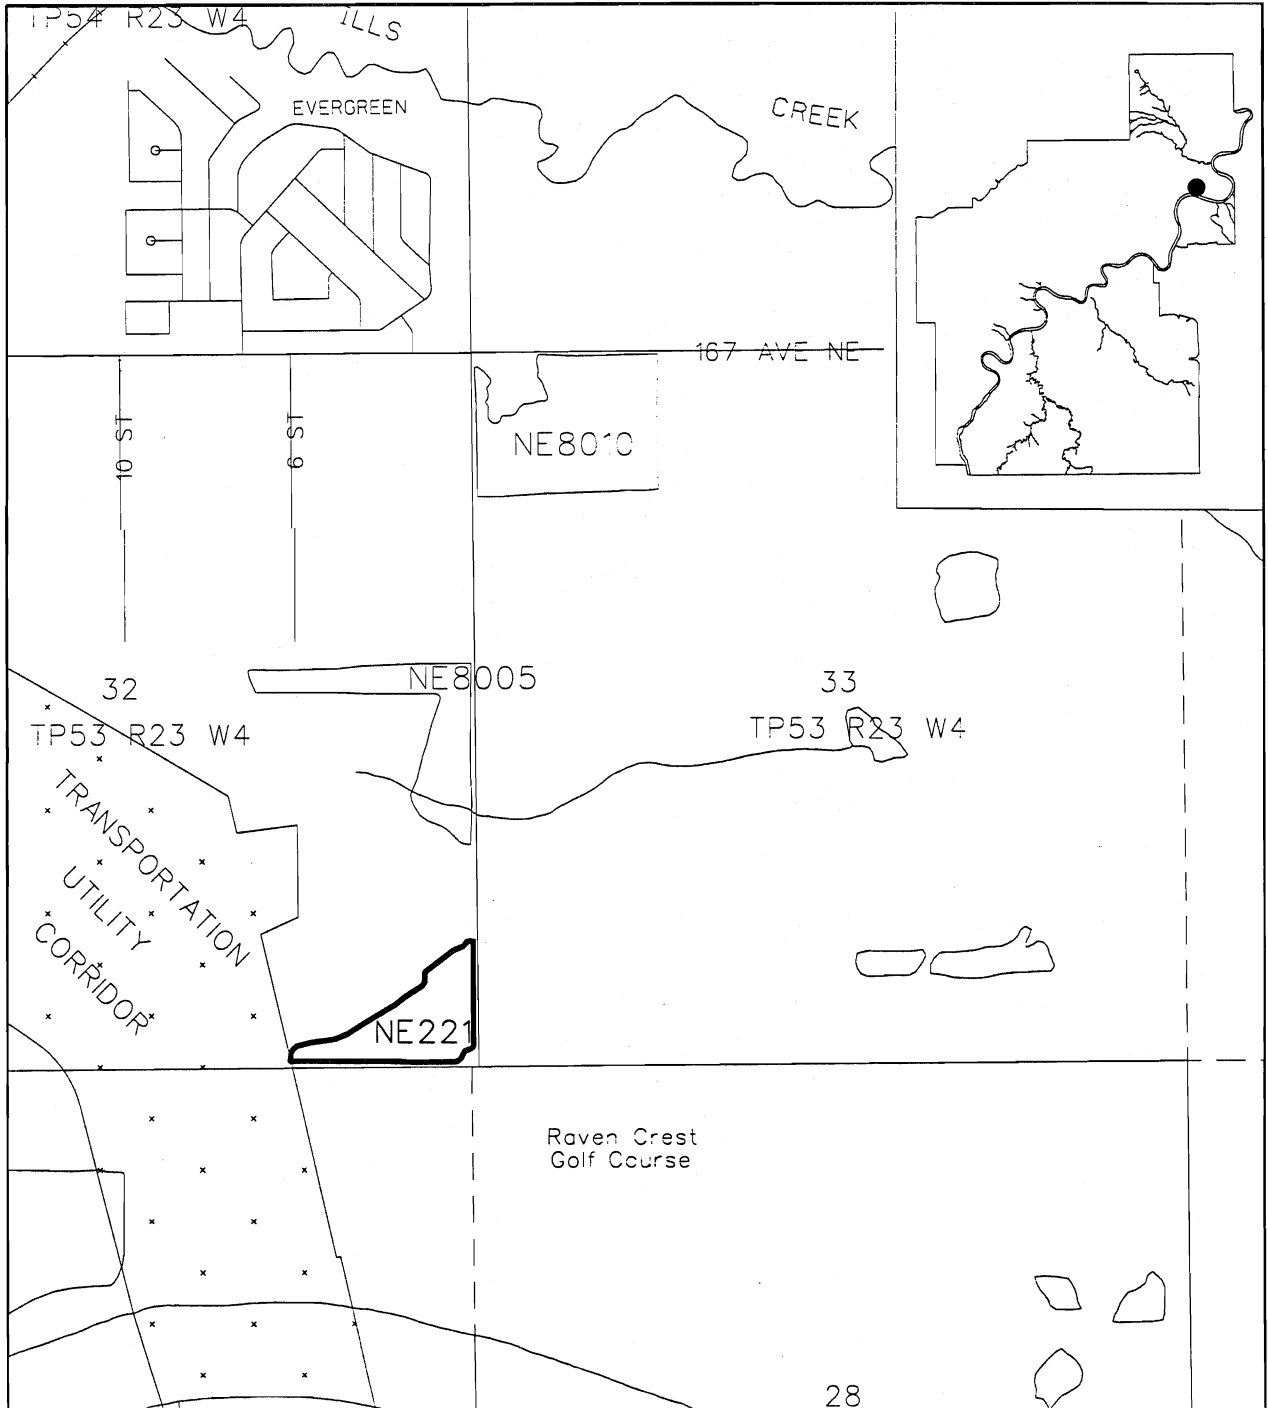 TP54 R23 W4
ILLS
EVERGREEN
CREEK
167 AVE NE
10 ST
6 ST
NE8010
NE8005
32
TP53 R23 W4
33
TP53 R23 W4
TRANSPORTATION
UTILITY
CORRIDOR
NE221
Raven Crest
Golf Course
28